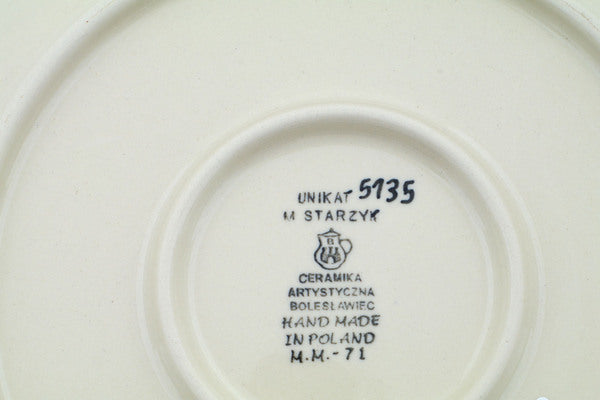 UNIKAT 5135
M STARZYK
B
CERAMIKA
ARTYSTYCZNA
BOLESŁAWIEC
HAND MADE
IN POLAND
M.M.-71